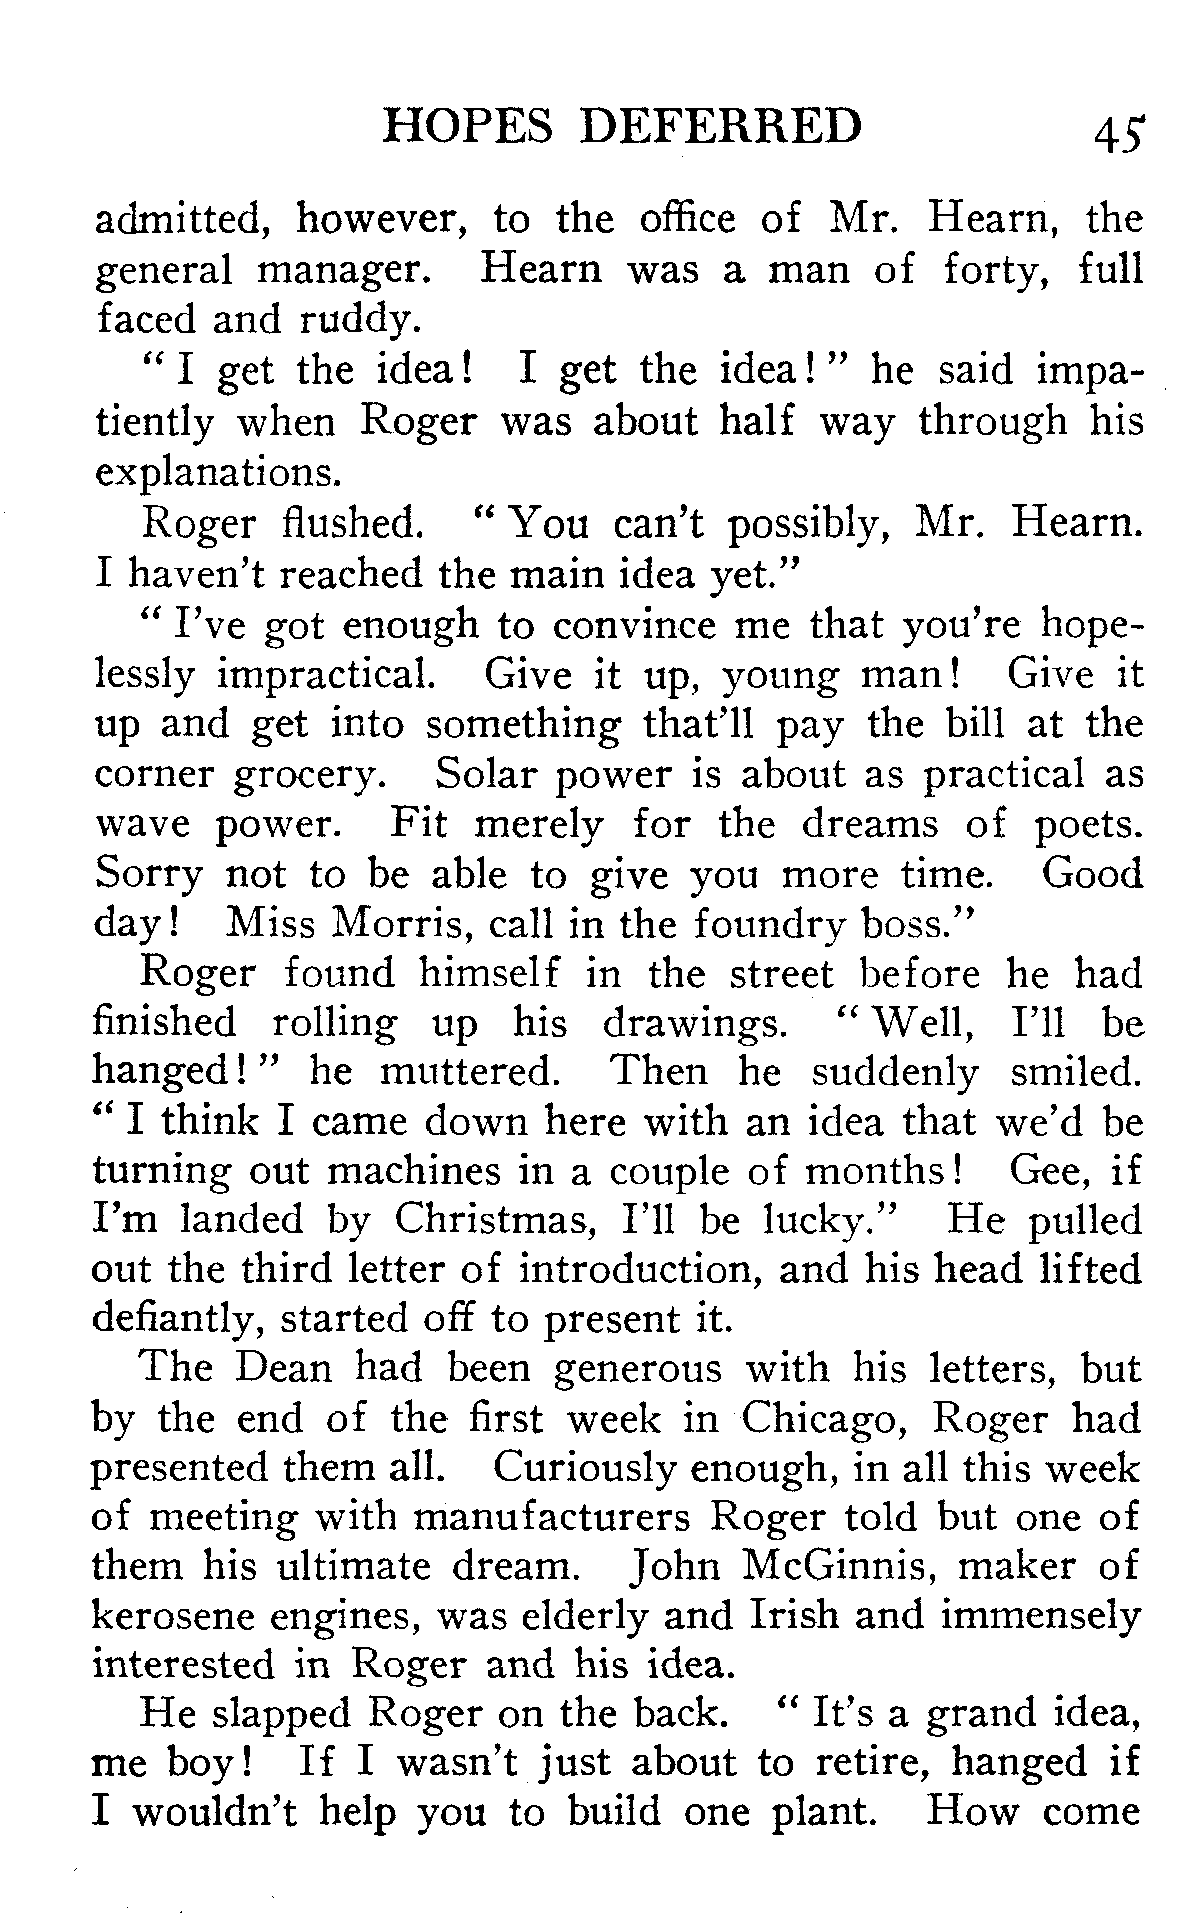 HOPES DEFERRED 45
admitted, however, to the office of Mr. Hearn, the
general manager. Hearn was a man of forty, full
faced and ruddy.
“ I get the idea! I get the idea! ” he said impa-
tiently when Roger was about half way through his
explanations.
Roger flushed. “ You can't possibly, Mr. Hearn.
I haven't reached the main idea yet.”
“ I've got enough to convince me that you're hope-
lessly impractical. Give it up, young man! Give it
up and get into something that'll pay the bill at the
corner grocery. Solar power is about as practical as
wave power. Fit merely for the dreams of poets.
Sorry not to be able to give you more time. Good
day! Miss Morris, call in the foundry boss.”
Roger found himself in the street before he had
finished rolling up his drawings. “ Well, I'll be
hanged! ” he muttered. Then he suddenly smiled.
“ I think I came down here with an idea that we'd be
turning out machines in a couple of months! Gee, if
I'm landed by Christmas, I'll be lucky.” He pulled
out the third letter of introduction, and his head lifted
defiantly, started off to present it.
The Dean had been generous with his letters, but
by the end of the first week in Chicago, Roger had
presented them all. Curiously enough, in all this week
of meeting with manufacturers Roger told but one of
them his ultimate dream. John McGinnis, maker of
kerosene engines, was elderly and Irish and immensely
interested in Roger and his idea.
He slapped Roger on the back. “ It's a grand idea,
me boy! If I wasn't just about to retire, hanged if
I wouldn't help you to build one plant. How come